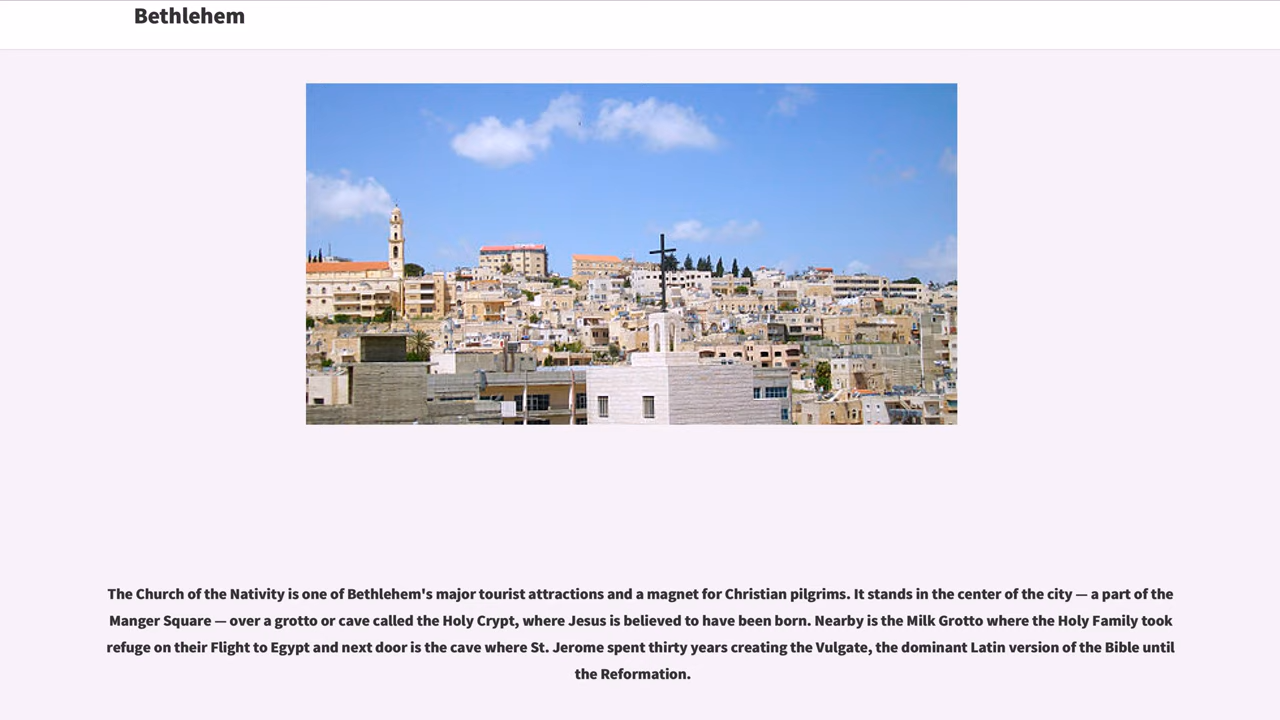 Bethlehem
The Church of the Nativity is one of Bethlehem's major tourist attractions and a magnet for Christian pilgrims. It stands in the center of the city — a part of the
Manger Square — over a grotto or cave called the Holy Crypt, where Jesus is believed to have been born. Nearby is the Milk Grotto where the Holy Family took
refuge on their Flight to Egypt and next door is the cave where St. Jerome spent thirty years creating the Vulgate, the dominant Latin version of the Bible until
the Reformation.